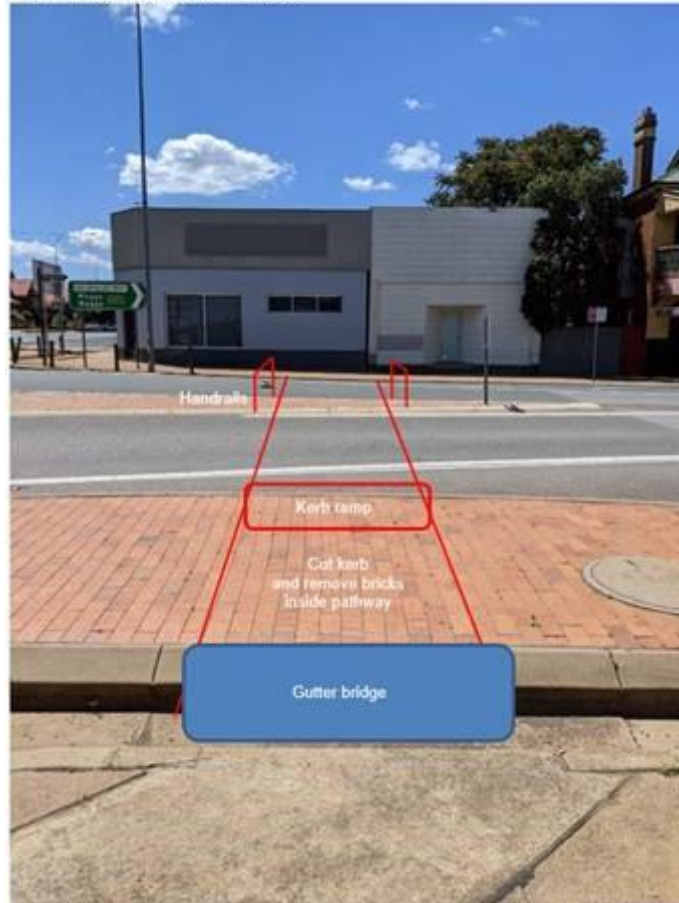 Handrails
Kerb ramp
Cut kerb
and remove bricks
inside pathway
Gutter bridge